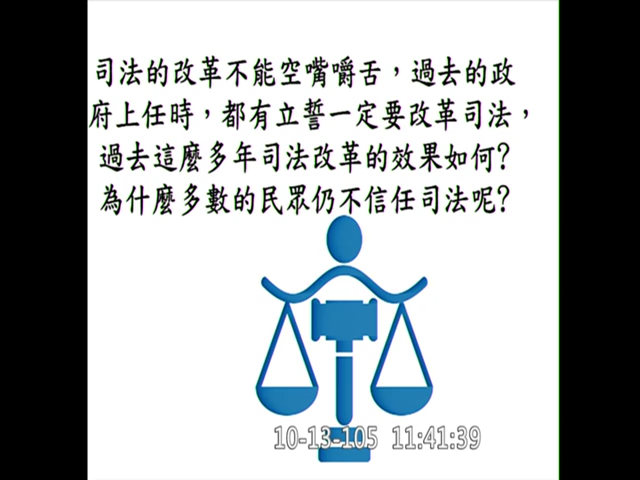 司法的改革不能空嘴嚼舌，過去的政
府上任時，都有立誓一定要改革司法，
過去這麼多年司法改革的效果如何?
為什麼多數的民眾仍不信任司法呢?
10-13-105 11:41:39